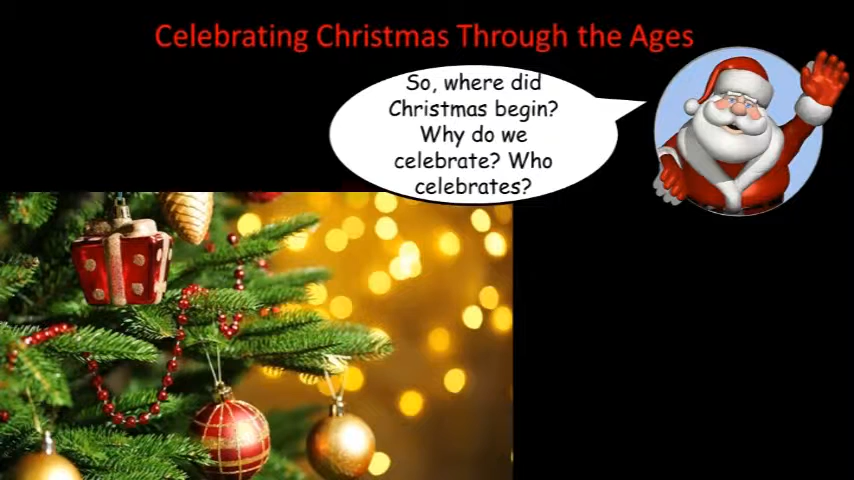 Celebrating Christmas Through the Ages
So, where did
Christmas begin?
Why do we
celebrate? Who
celebrates?